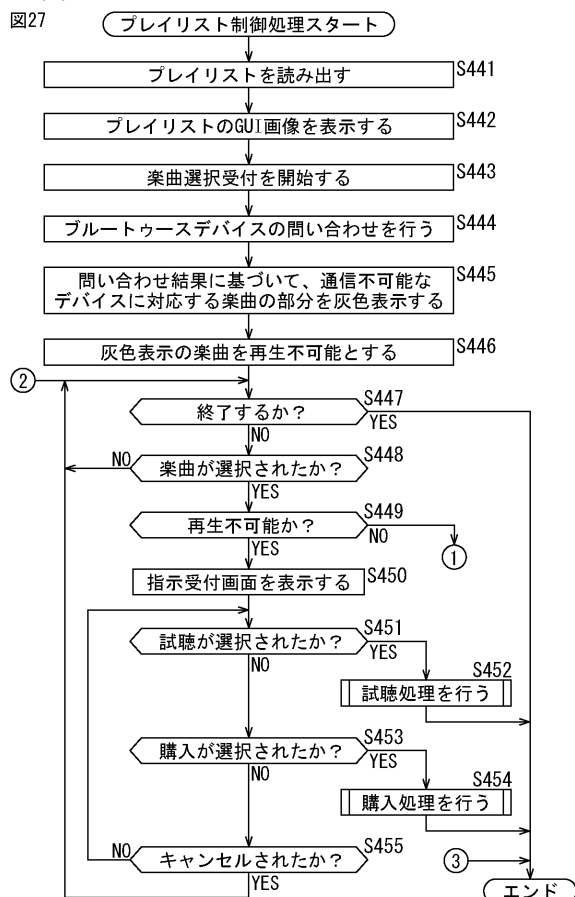 図27
プレイリスト制御処理スタート
プレイリストを読み出す
S441
プレイリストのGUI画像を表示する
S442
楽曲選択受付を開始する
S443
ブルートゥースデバイスの問い合わせを行う
S444
問い合わせ結果に基づいて、通信不可能な
デバイスに対応する楽曲の部分を灰色表示する
S445
灰色表示の楽曲を再生不可能とする
S446
②
終了するか?
S447
YES
NO
楽曲が選択されたか?
S448
NO
YES
再生不可能か?
S449
NO
YES
①
指示受付画面を表示する
S450
試聴が選択されたか?
S451
YES
NO
試聴処理を行う
S452
購入が選択されたか?
S453
YES
NO
購入処理を行う
S454
キャンセルされたか?
S455
NO
YES
③
エンド